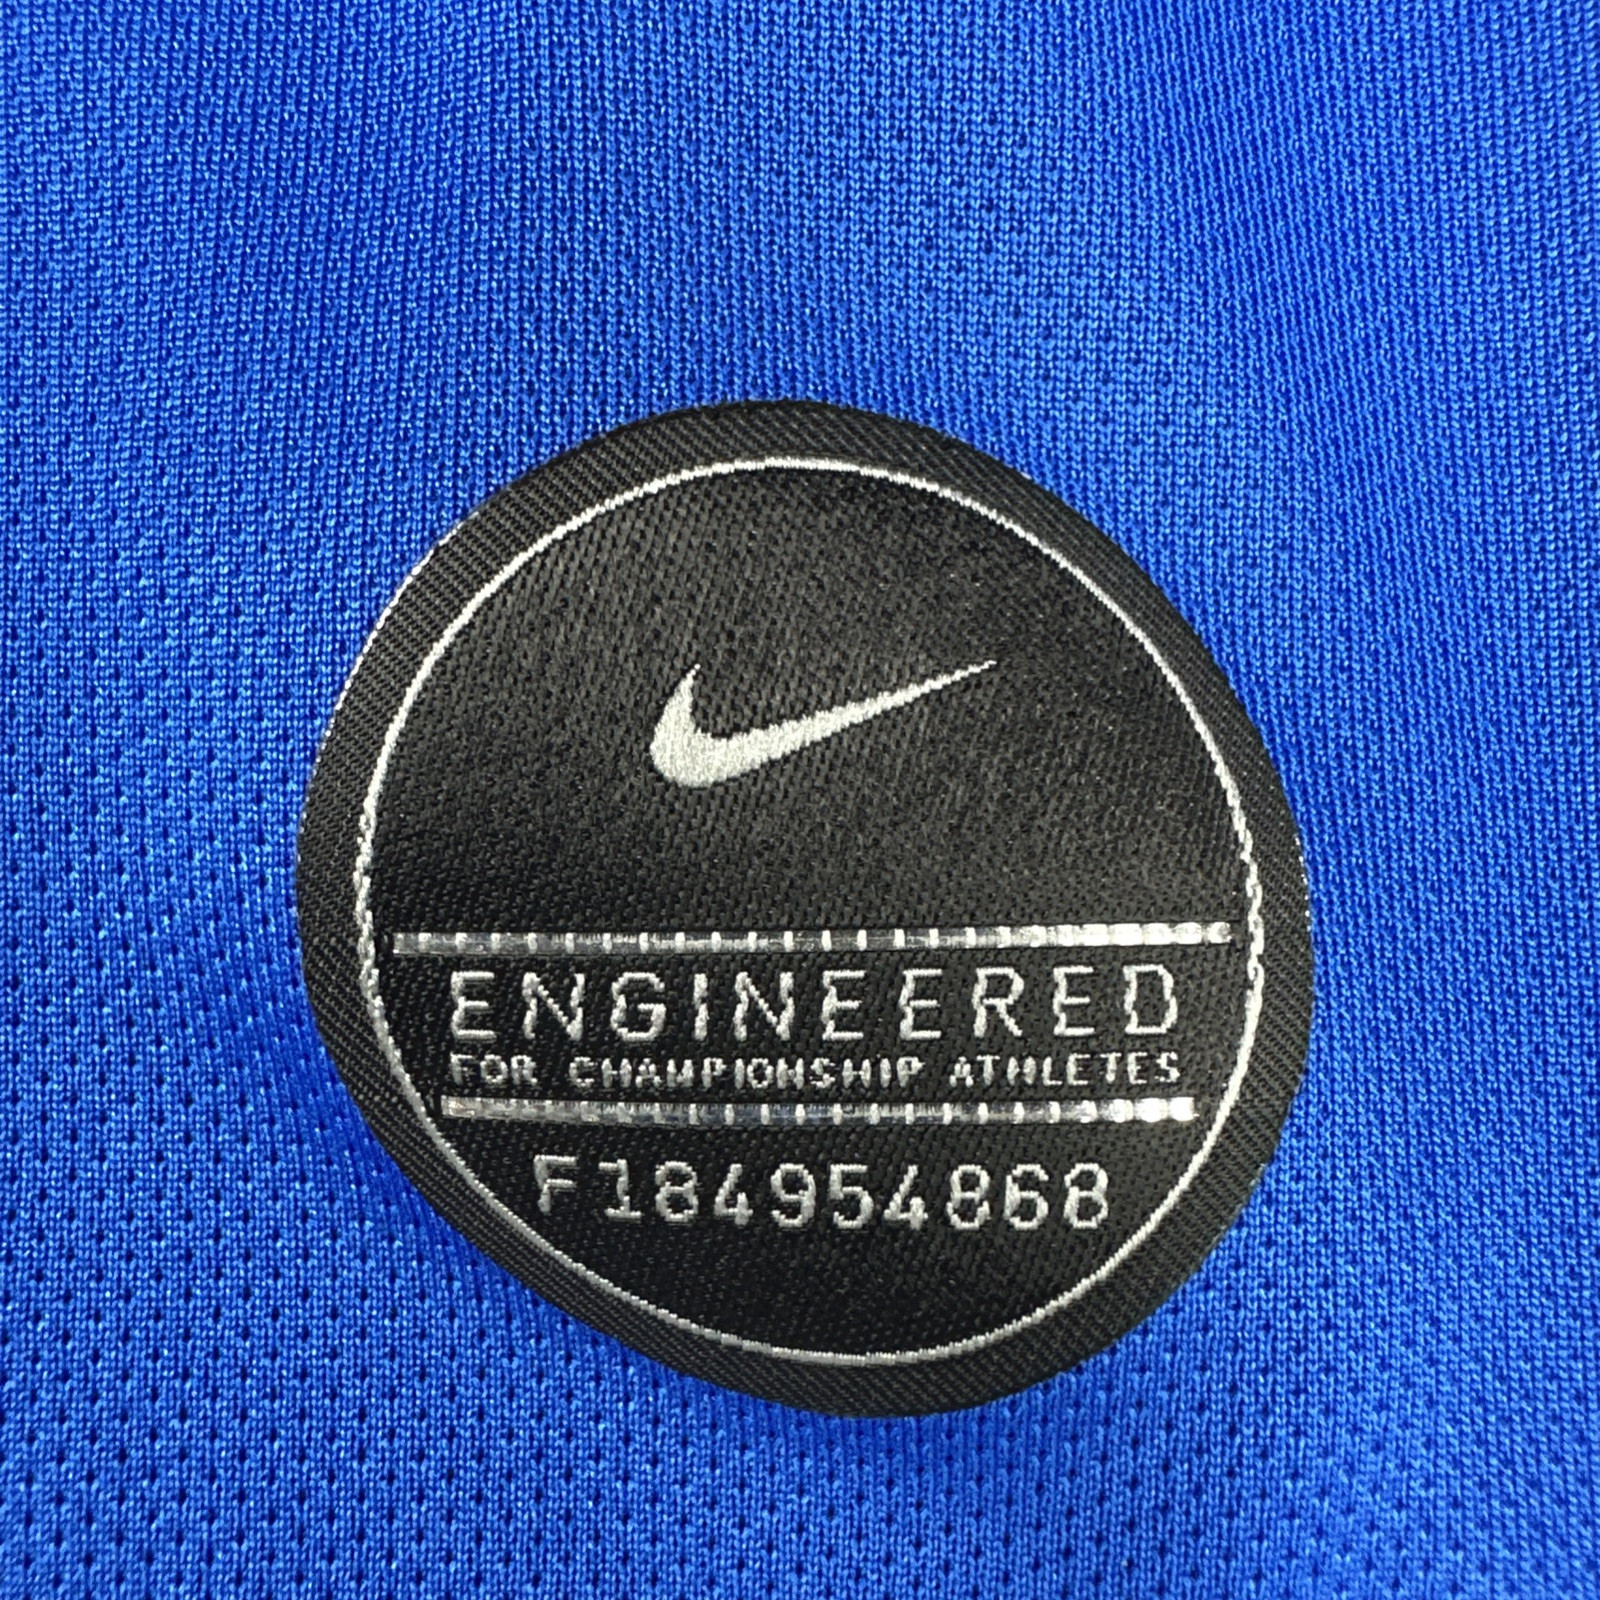 ENGINEERED
FOR CHAMPIONSHIP ATHLETES
F184954868